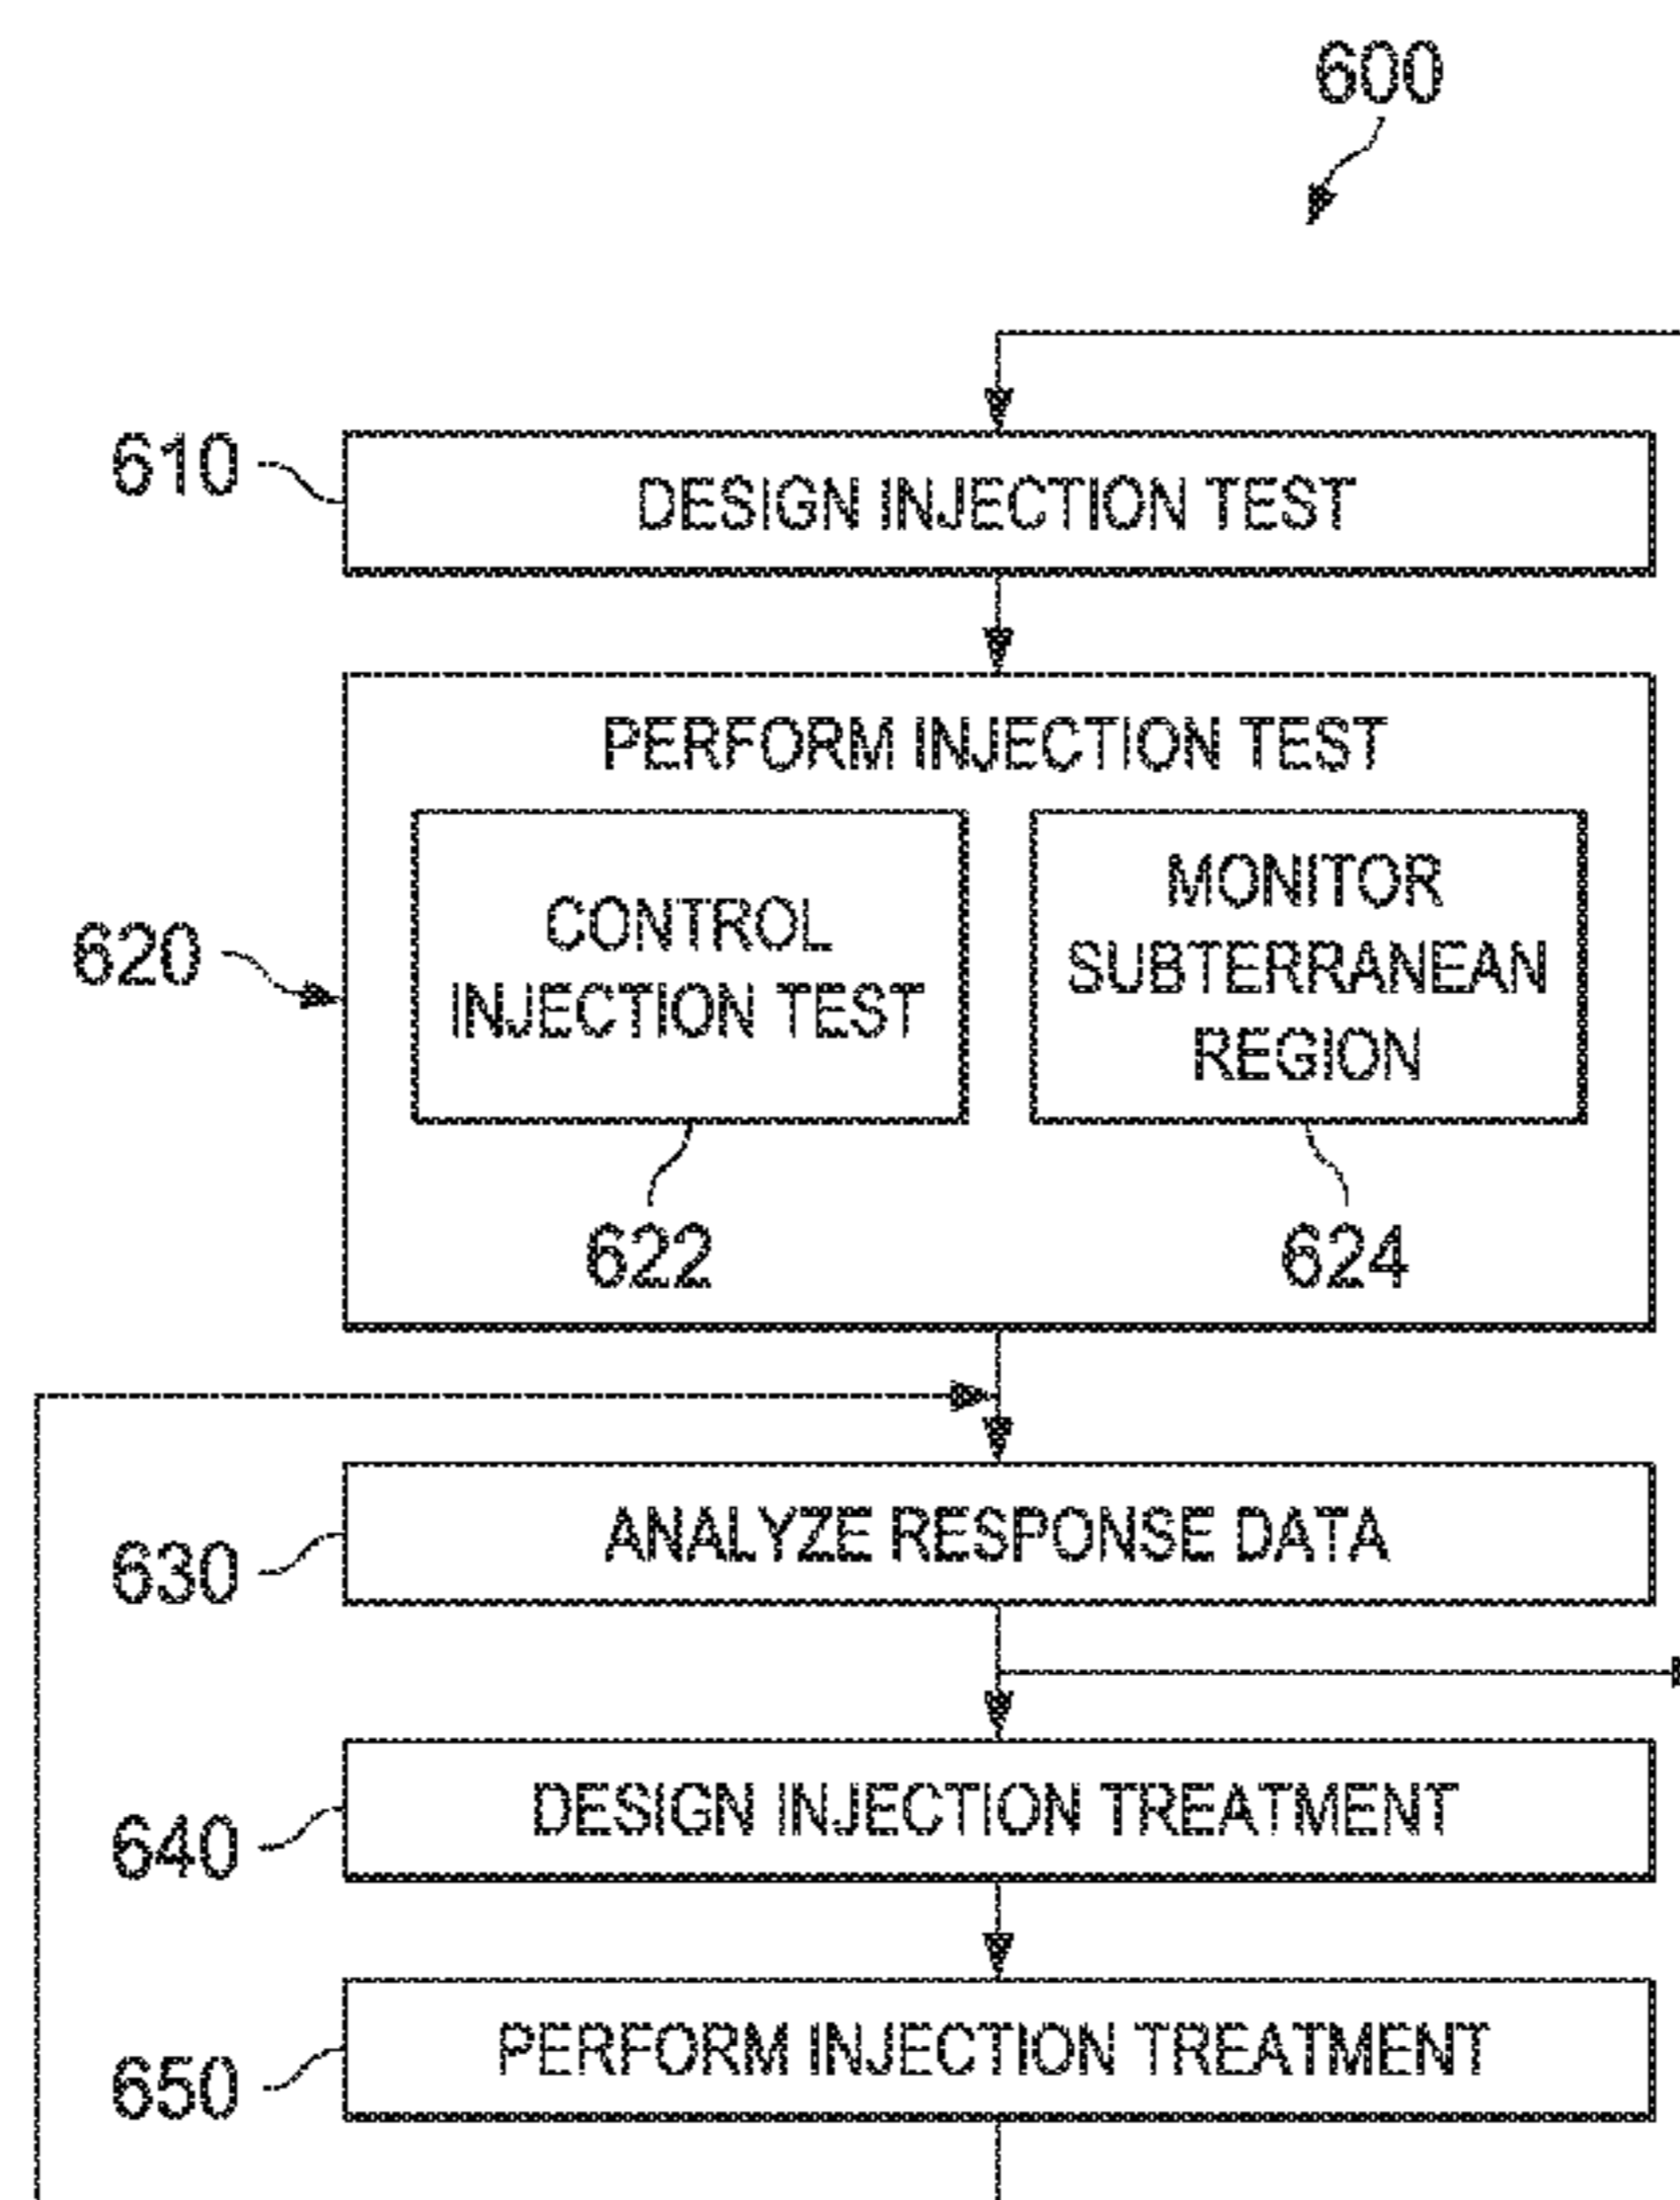 600
610
DESIGN INJECTION TEST
PERFORM INJECTION TEST
620
CONTROL
INJECTION TEST
MONITOR
SUBTERRANEAN
REGION
622
624
630
ANALYZE RESPONSE DATA
640
DESIGN INJECTION TREATMENT
650
PERFORM INJECTION TREATMENT